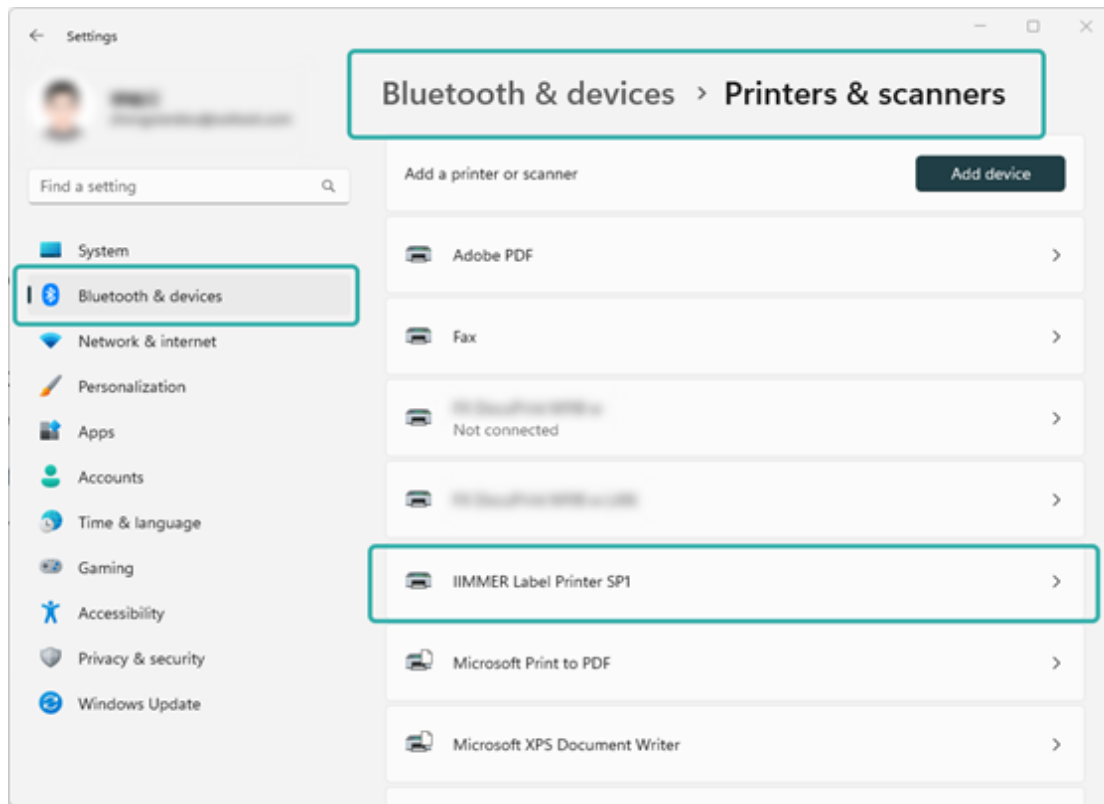 Settings
Bluetooth & devices > Printers & scanners
Find a setting
System
Bluetooth & devices
Network & internet
Personalization
Apps
Accounts
Time & language
Gaming
Accessibility
Privacy & security
Windows Update
Add a printer or scanner
Add device
Adobe PDF
Fax
Not connected
IIMMER Label Printer SP1
Microsoft Print to PDF
Microsoft XPS Document Writer